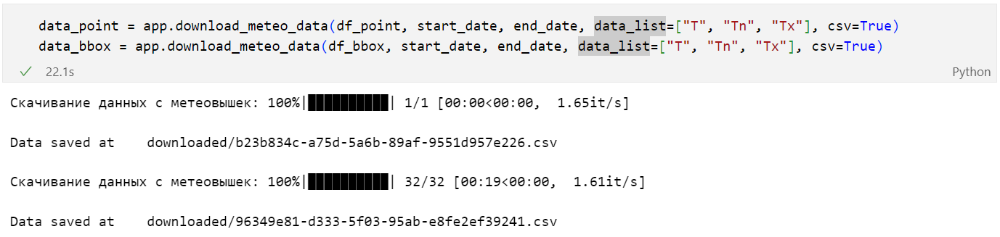 data_point = app.download_meteo_data(df_point, start_date, end_date, data_list=["T", "Tn", "Tx"], csv=True)
data_bbox = app.download_meteo_data(df_bbox, start_date, end_date, data_list=["T", "Tn", "Tx"], csv=True)
✓ 22.1s Python
Скачивание данных с метеовышек: 100%|██████████| 1/1 [00:00<00:00, 1.65it/s]
Data saved at downloaded/b23b834c-a75d-5a6b-89af-9551d957e226.csv
Скачивание данных с метеовышек: 100%|██████████| 32/32 [00:19<00:00, 1.61it/s]
Data saved at downloaded/96349e81-d333-5f03-95ab-e8fe2ef39241.csv